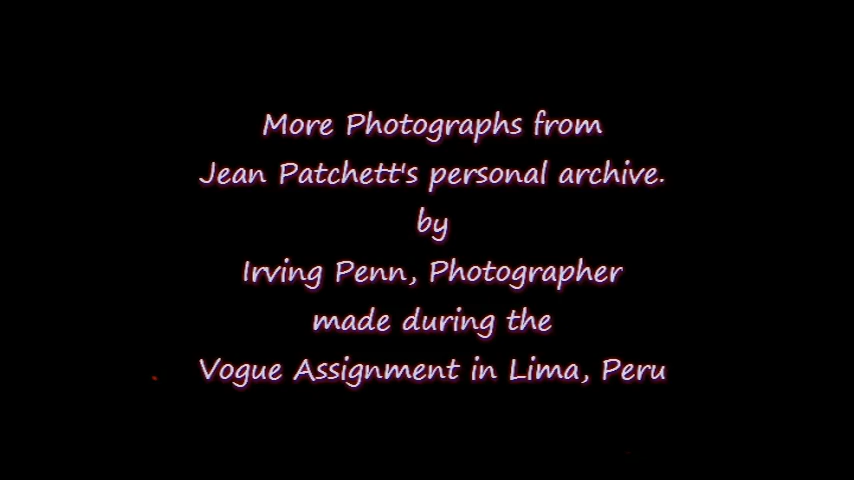 More Photographs from
Jean Patchett's personal archive.
by
Irving Penn, Photographer
made during the
Vogue Assignment in Lima, Peru